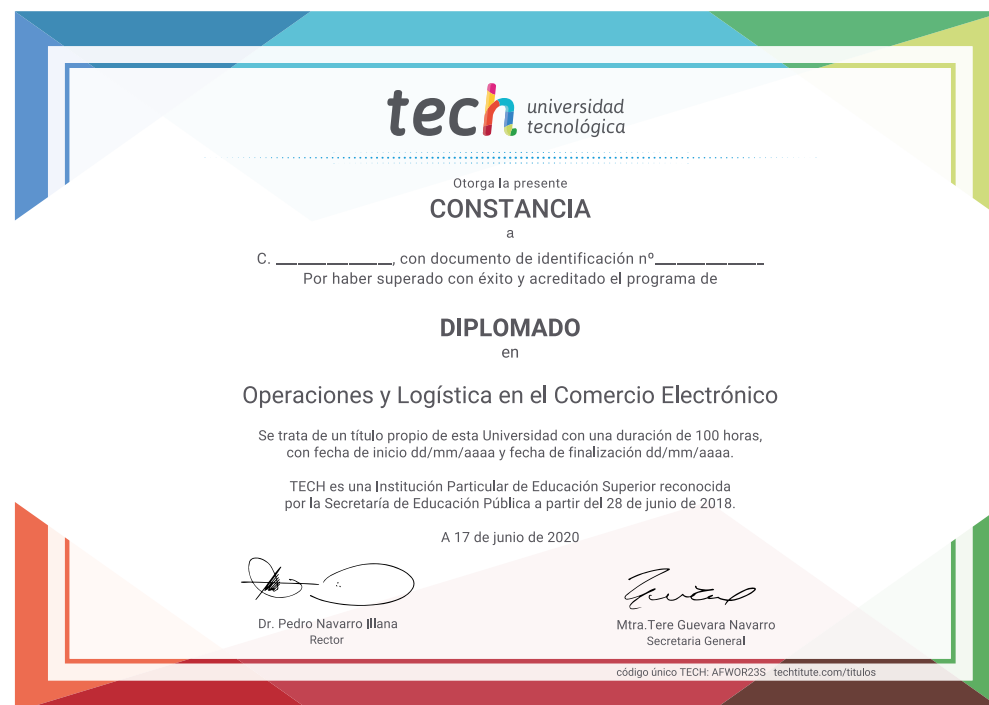 tech universidad
tecnológica
Otorga la presente
CONSTANCIA
a
C. ______________, con documento de identificación nº_____________
Por haber superado con éxito y acreditado el programa de
DIPLOMADO
en
Operaciones y Logística en el Comercio Electrónico
Se trata de un título propio de esta Universidad con una duración de 100 horas,
con fecha de inicio dd/mm/aaaa y fecha de finalización dd/mm/aaaa.
TECH es una Institución Particular de Educación Superior reconocida
por la Secretaría de Educación Pública a partir del 28 de junio de 2018.
A 17 de junio de 2020
Dr. Pedro Navarro Illana
Rector
Mtra.Tere Guevara Navarro
Secretaria General
código único TECH: AFWOR23S techtitute.com/titulos